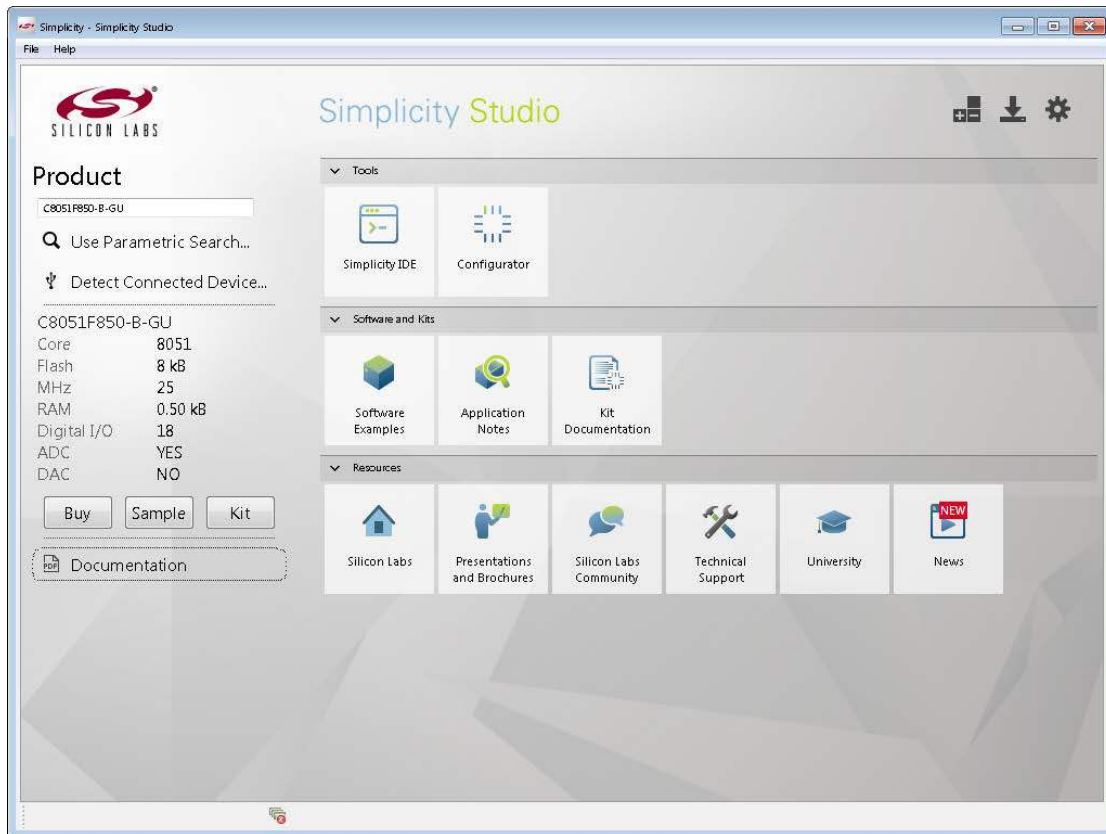 Simplicity - Simplicity Studio
File Help
SILICON LABS
Simplicity Studio
Product
C8051F850-B-GU
Use Parametric Search...
Detect Connected Device...
C8051F850-B-GU
Core 8051
Flash 8 kB
MHz 25
RAM 0.50 kB
Digital I/O 18
ADC YES
DAC NO
Buy Sample Kit
PDF Documentation
Tools
Simplicity IDE Configurator
Software and Kits
Software Application Kit
Examples Notes Documentation
Resources
NEW
Silicon Labs Presentations Silicon Labs Technical University News
and Brochures Community Support